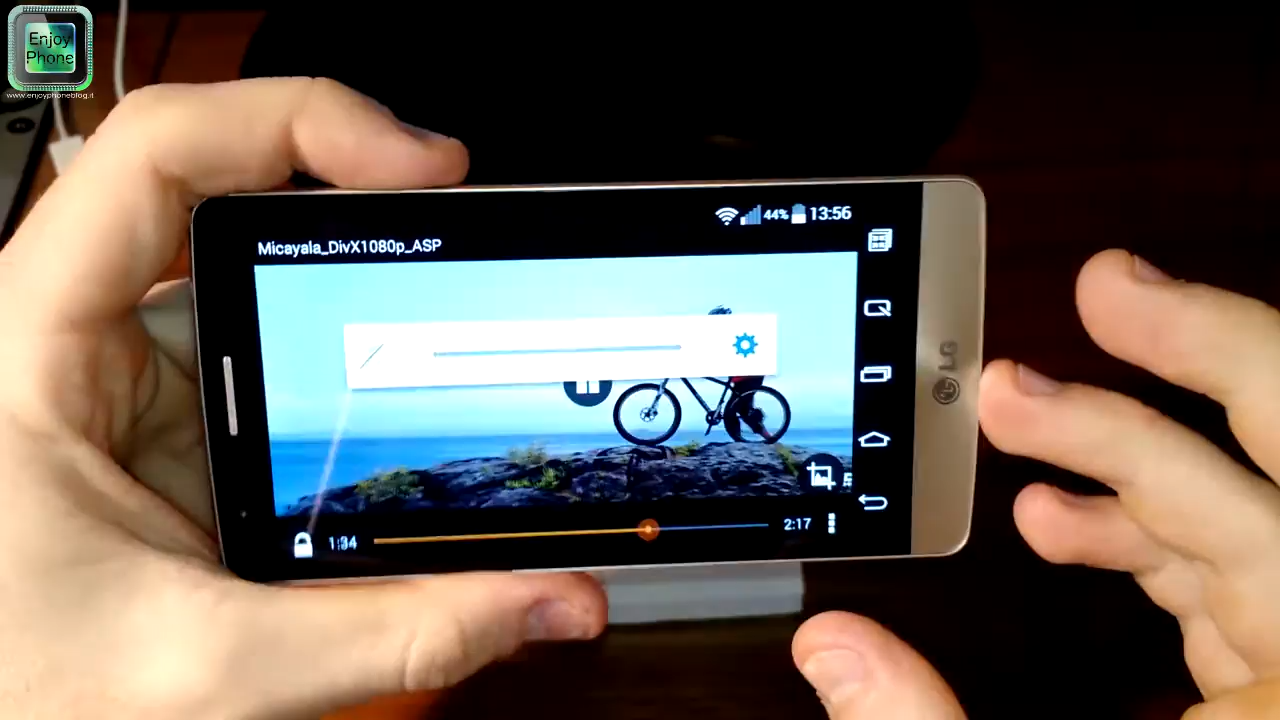 Enjoy
Phone
www.enjoyphoneblog.it
44% 13:56
Micayala_DivX1080p_ASP
LG
1:34
2:17